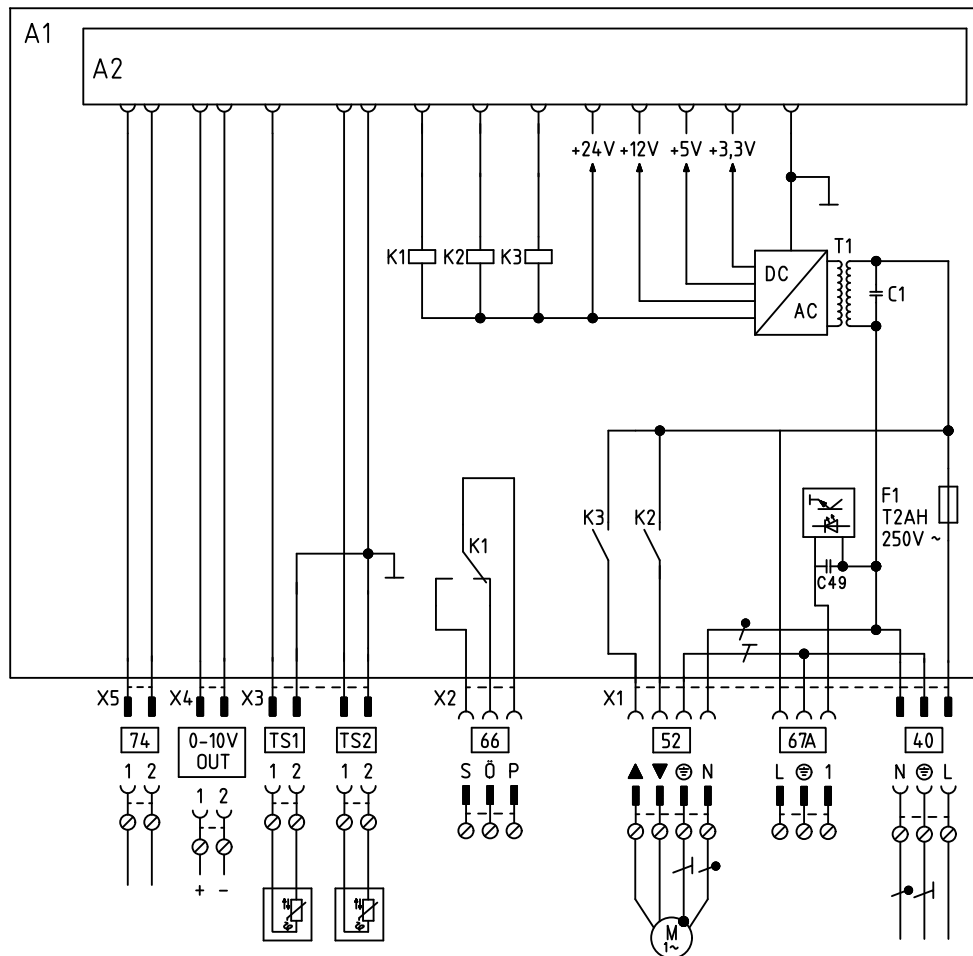 A1
A2
+24V +12V +5V +3,3V
K1 K2 K3
T1
DC
AC
C1
K1
K3 K2
F1
T2AH
250V ~
C49
X5 X4 X3 X2 X1
74 0-10V OUT TS1 TS2 66 52 67A 40
1 2 1 2 1 2 S Ö P N L 1 N L
1 2
+ -
M
1~